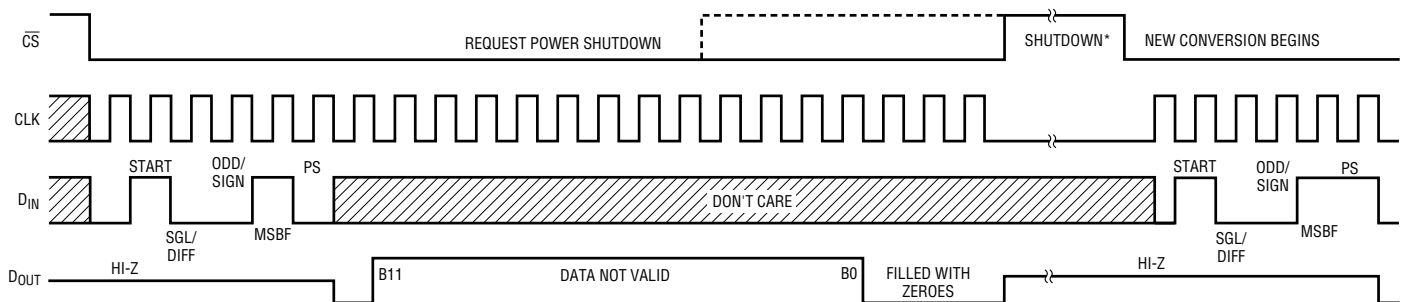 CS
REQUEST POWER SHUTDOWN
SHUTDOWN*
NEW CONVERSION BEGINS
CLK
DIN
START
ODD/
SIGN
PS
DON'T CARE
SGL/
DIFF
MSBF
START
ODD/
SIGN
PS
SGL/
DIFF
MSBF
DOUT
HI-Z
B11
DATA NOT VALID
B0
FILLED WITH
ZEROES
HI-Z